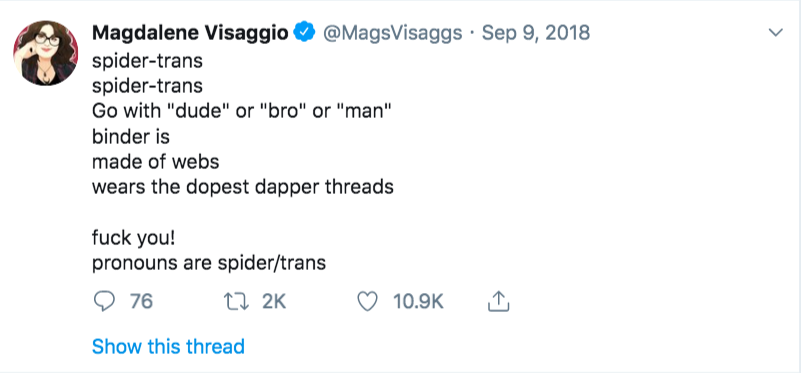 Magdalene Visaggio @MagsVisaggs · Sep 9, 2018
spider-trans
spider-trans
Go with "dude" or "bro" or "man"
binder is
made of webs
wears the dopest dapper threads
fuck you!
pronouns are spider/trans
76 2K 10.9K
Show this thread